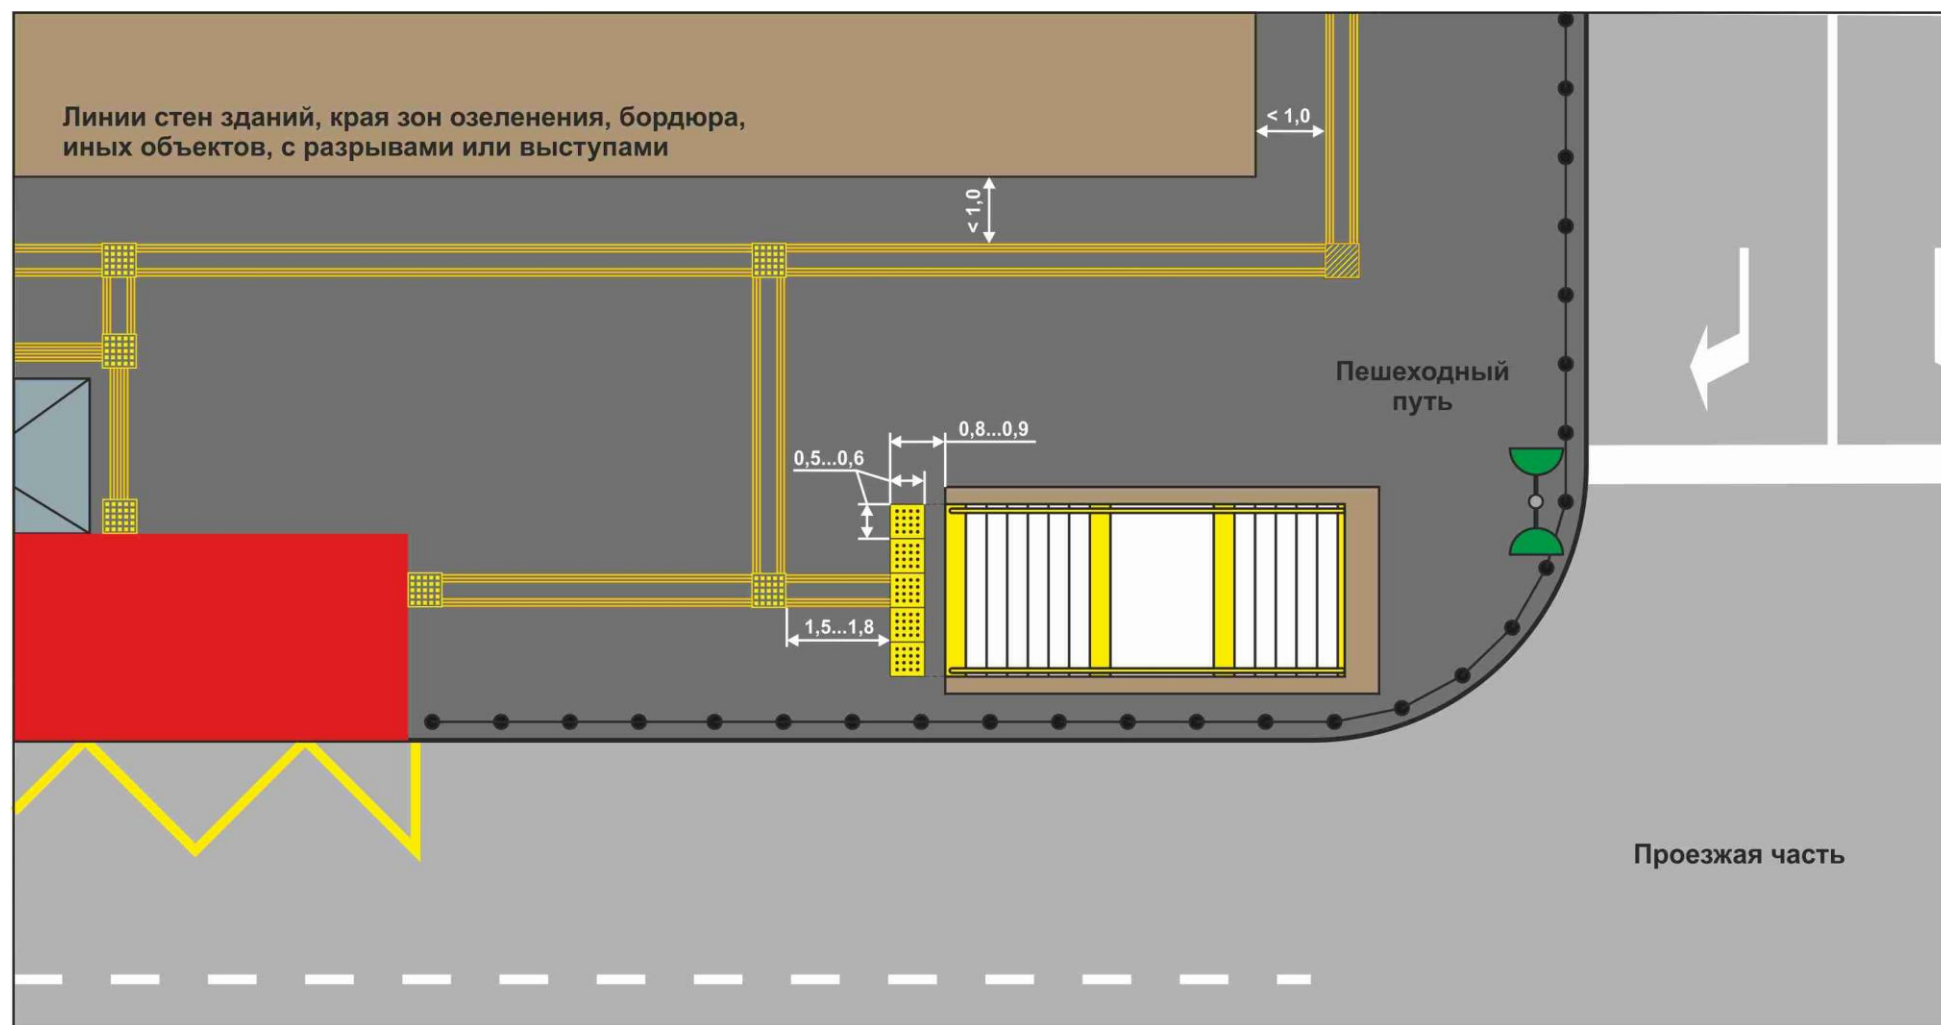 Линии стен зданий, края зон озеленения, бордюра,
иных объектов, с разрывами или выступами
< 1,0
< 1,0
Пешеходный
путь
0,8...0,9
0,5...0,6
1,5...1,8
Проезжая часть